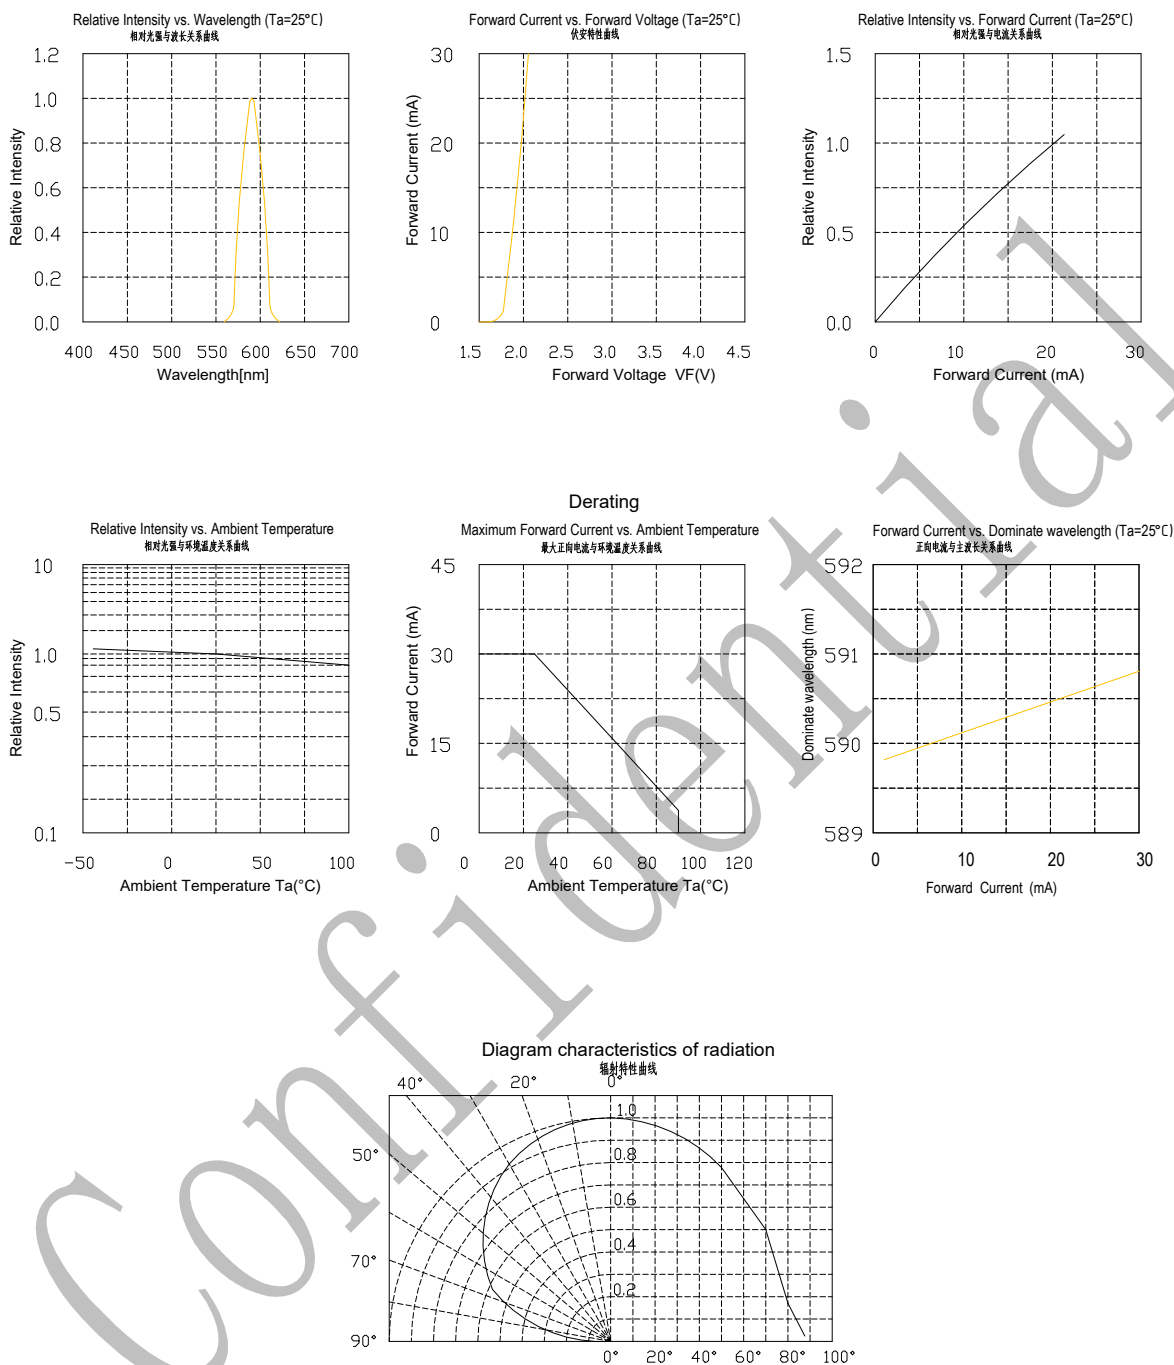 Relative Intensity vs. Wavelength (Ta=25°C)
相对光强与波长关系曲线
1.2
1.0
0.8
0.6
0.4
0.2
0.0
Relative Intensity
400 450 500 550 600 650 700
Wavelength[nm]
Forward Current vs. Forward Voltage (Ta=25°C)
伏安特性曲线
30
20
10
0
Forward Current (mA)
1.5 2.0 2.5 3.0 3.5 4.0 4.5
Forward Voltage VF(V)
Relative Intensity vs. Forward Current (Ta=25°C)
相对光强与电流关系曲线
1.5
1.0
0.5
0.0
Relative Intensity
0 10 20 30
Forward Current (mA)
Relative Intensity vs. Ambient Temperature
相对光强与环境温度关系曲线
10
1.0
0.5
0.1
Relative Intensity
-50 0 50 100
Ambient Temperature Ta(°C)
Derating
Maximum Forward Current vs. Ambient Temperature
最大正向电流与环境温度关系曲线
45
30
15
0
Forward Current (mA)
0 20 40 60 80 100 120
Ambient Temperature Ta(°C)
Forward Current vs. Dominate wavelength (Ta=25°C)
正向电流与主波长关系曲线
592
591
590
589
Dominate wavelength (nm)
0 10 20 30
Forward Current (mA)
Diagram characteristics of radiation
辐射特性曲线
40° 20° 0°
50°
70°
90°
1.0
0.8
0.6
0.4
0.2
0° 20° 40° 60° 80° 100°
Confidential